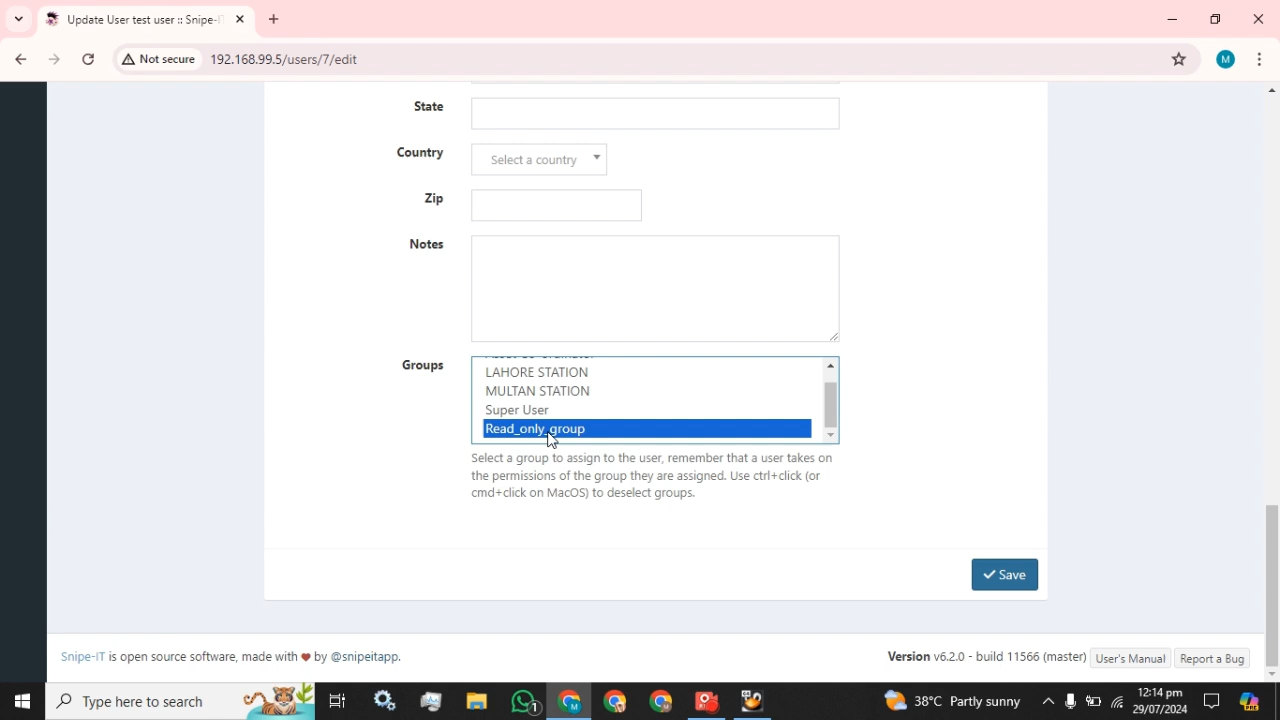 Update User test user :: Snipe-I
Not secure 192.168.99.5/users/7/edit
M
State
Country Select a country
Zip
Notes
Groups
LAHORE STATION
MULTAN STATION
Super User
Read_only_group
Select a group to assign to the user, remember that a user takes on
the permissions of the group they are assigned. Use ctrl+click (or
cmd+click on MacOS) to deselect groups.
Save
Snipe-IT is open source software, made with ❤ by @snipeitapp.
Version v6.2.0 - build 11566 (master) User's Manual Report a Bug
Type here to search
1
M
38°C Partly sunny
12:14 pm
29/07/2024